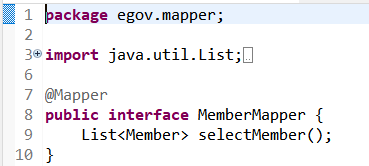 1 package egov.mapper;
2
3 import java.util.List;
6
7 @Mapper
8 public interface MemberMapper {
9 List<Member> selectMember();
10 }